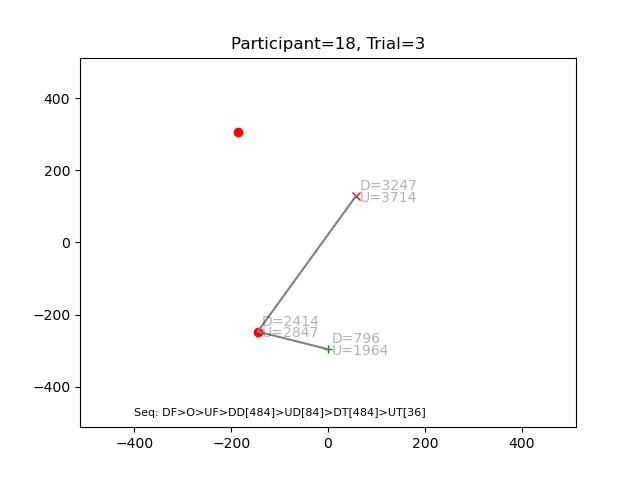 Participant=18, Trial=3
400
200
0
−200
−400
D=3247
U=3714
D=2414
U=2847
D=796
U=1964
Seq: DF>O>UF>DD[484]>UD[84]>DT[484]>UT[36]
−400
−200
0
200
400